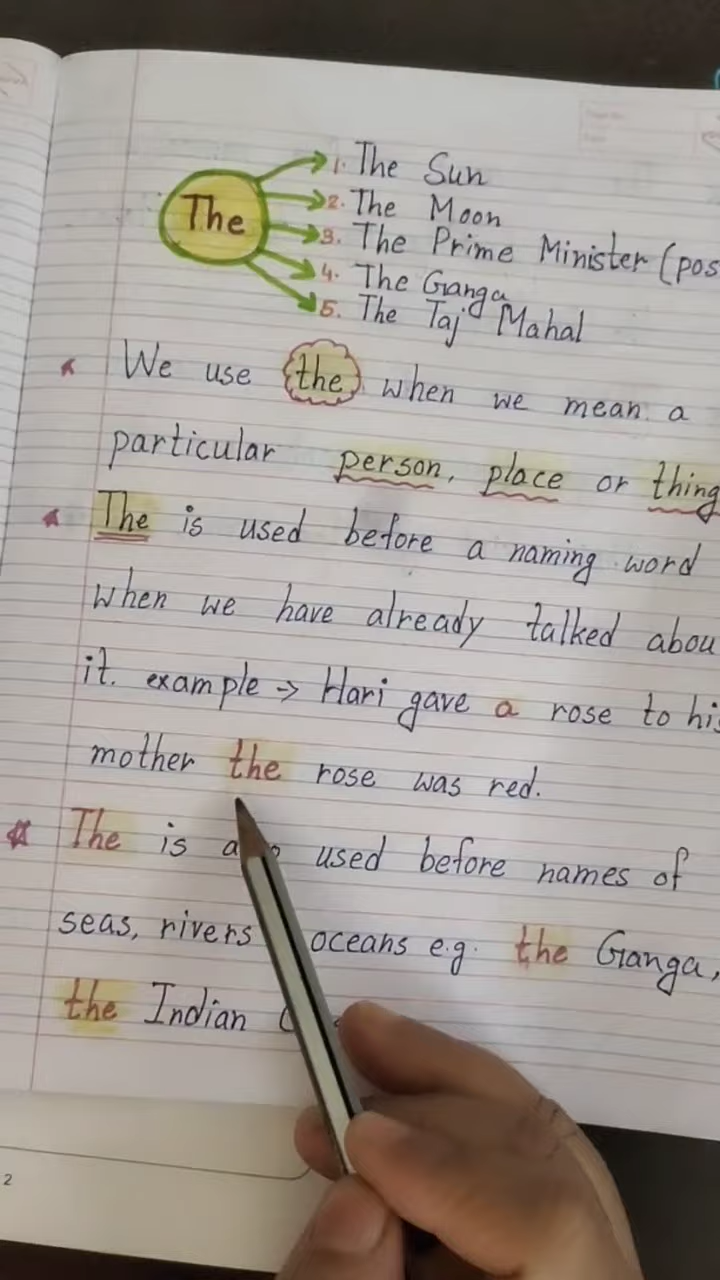 The
1. The Sun
2. The Moon
3. The Prime Minister (pos
4. The Ganga
5. The Taj Mahal
We use the when we mean a
particular person, place or thing
The is used before a naming word
when we have already talked abou
it. example → Hari gave a rose to his
mother the rose was red.
The is used before names of
seas, rivers oceans e.g. the Ganga,
the Indian
2